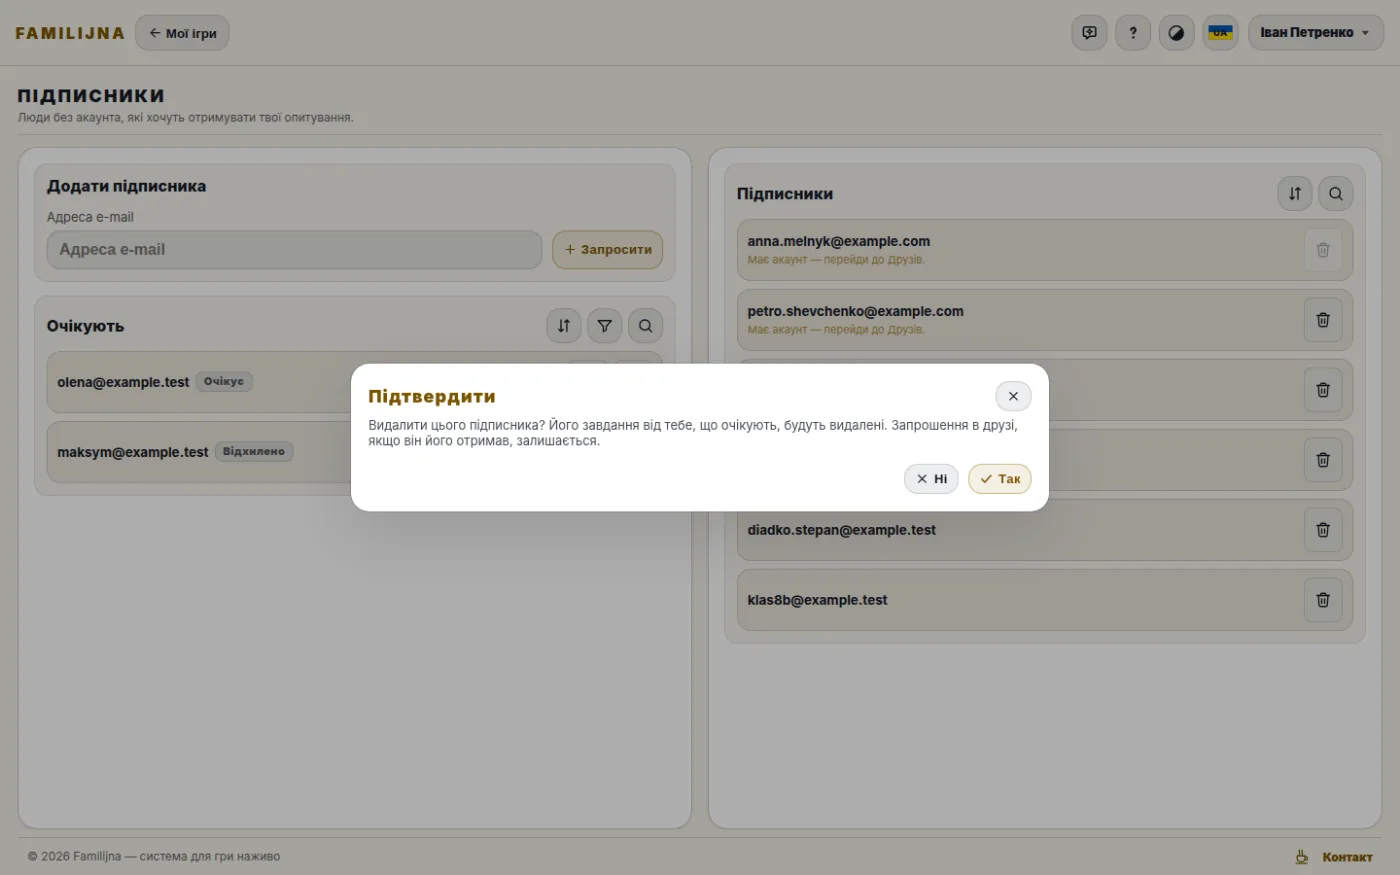 FAMILIJNA
Мої ігри
?
UA
Іван Петренко
ПІДПИСНИКИ
Люди без акаунта, які хочуть отримувати твої опитування.
Додати підписника
Адреса e-mail
Адреса e-mail
Запросити
Очікують
olena@example.test Очікує
maksym@example.test Відхилено
Підписники
anna.melnyk@example.com
Має акаунт — перейди до Друзів.
petro.shevchenko@example.com
Має акаунт — перейди до Друзів.
diadko.stepan@example.test
klas8b@example.test
Підтвердити
Видалити цього підписника? Його завдання від тебе, що очікують, будуть видалені. Запрошення в друзі,
якщо він його отримав, залишається.
Ні
Так
© 2026 Familijna — система для гри наживо
Контакт